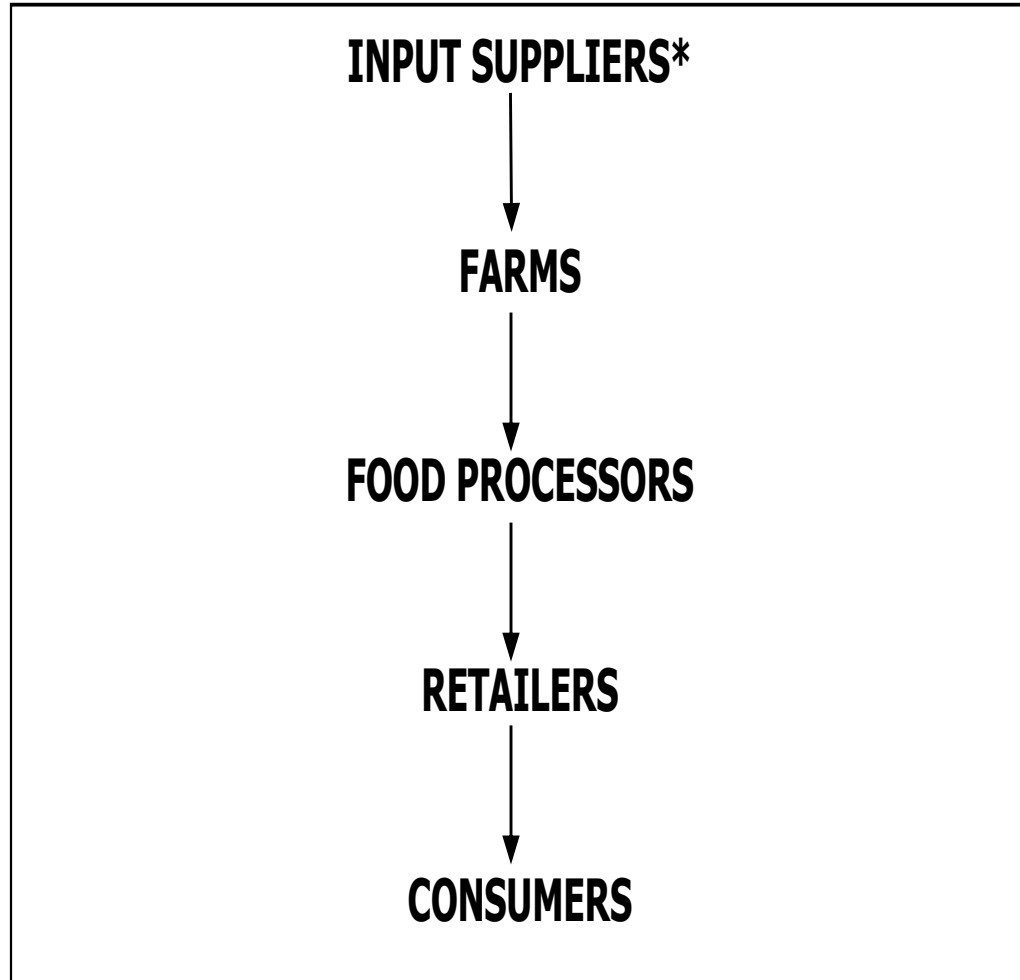 INPUT SUPPLIERS*
FARMS
FOOD PROCESSORS
RETAILERS
CONSUMERS